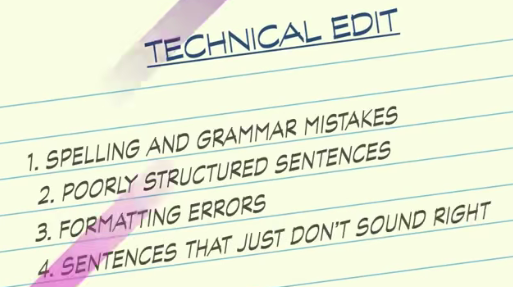 TECHNICAL EDIT
1. SPELLING AND GRAMMAR MISTAKES
2. POORLY STRUCTURED SENTENCES
3. FORMATTING ERRORS
4. SENTENCES THAT JUST DON'T SOUND RIGHT